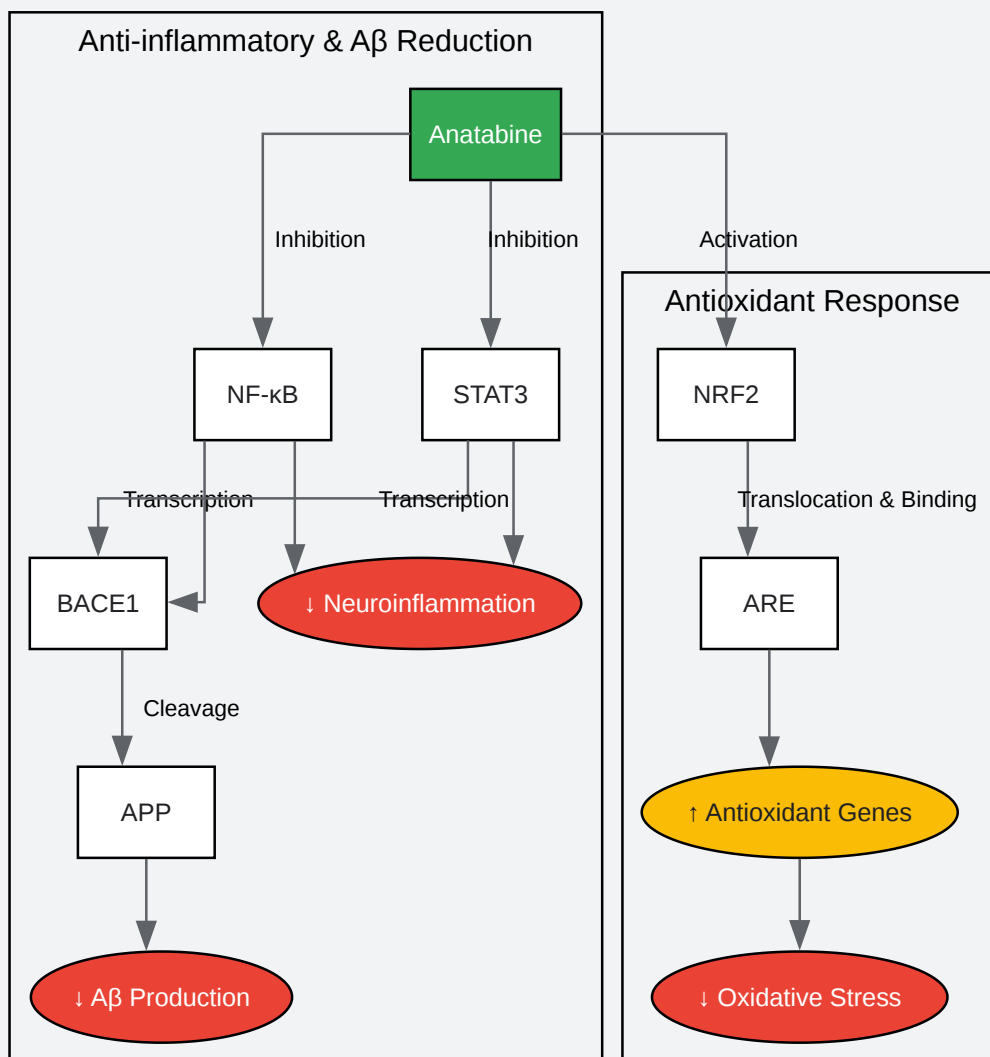 Anti-inflammatory & Aβ Reduction
Anatabine
Inhibition
Inhibition
Activation
Antioxidant Response
NF-κB
STAT3
NRF2
Transcription
Transcription
Translocation & Binding
BACE1
↓ Neuroinflammation
ARE
Cleavage
APP
↑ Antioxidant Genes
↓ Aβ Production
↓ Oxidative Stress